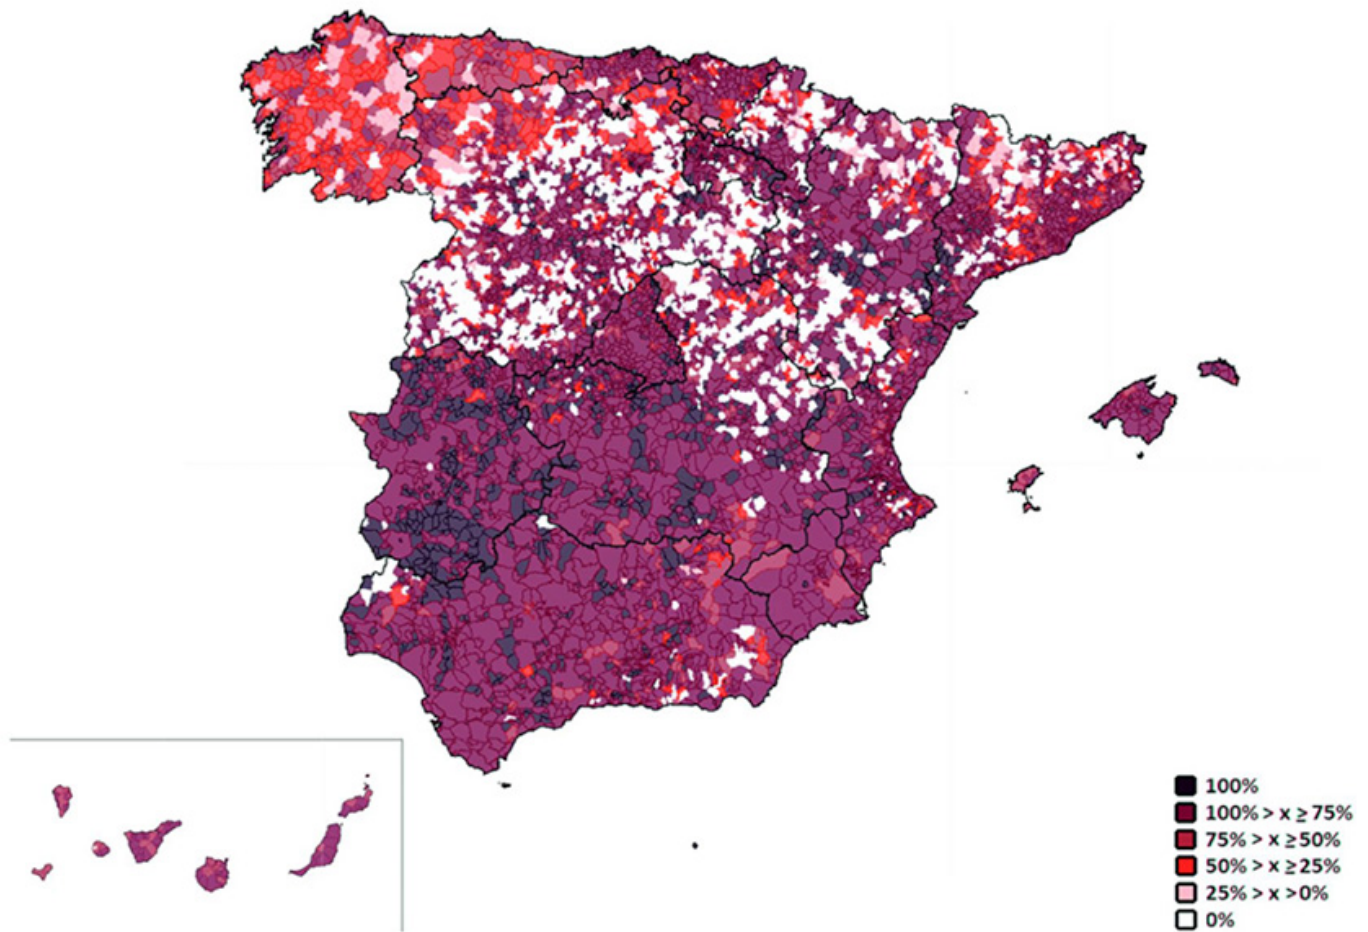 100%
100% > x ≥ 75%
75% > x ≥ 50%
50% > x ≥ 25%
25% > x > 0%
0%